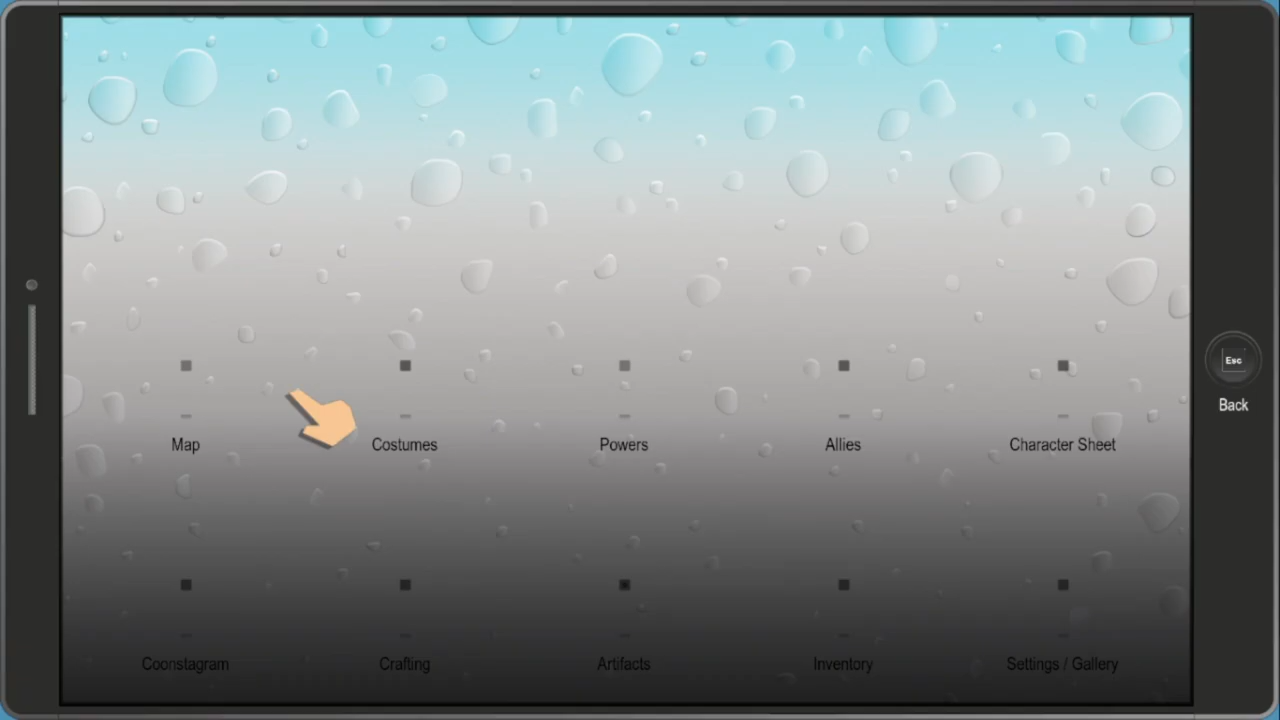 Esc
Back
Map
Costumes
Powers
Allies
Character Sheet
Coonstagram
Crafting
Artifacts
Inventory
Settings / Gallery